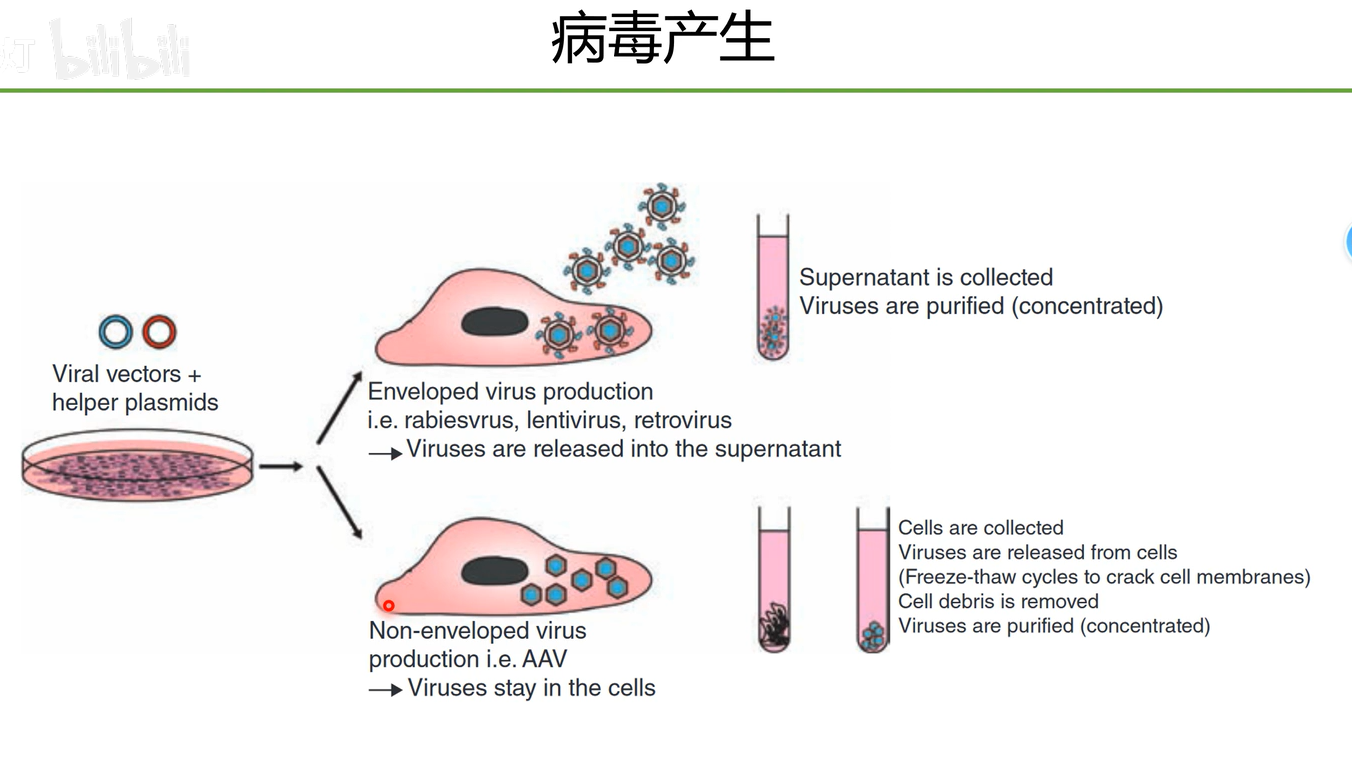 灯 bilibili
病毒产生
Viral vectors +
helper plasmids
Enveloped virus production
i.e. rabiesvrus, lentivirus, retrovirus
→ Viruses are released into the supernatant
Supernatant is collected
Viruses are purified (concentrated)
Non-enveloped virus
production i.e. AAV
→ Viruses stay in the cells
Cells are collected
Viruses are released from cells
(Freeze-thaw cycles to crack cell membranes)
Cell debris is removed
Viruses are purified (concentrated)